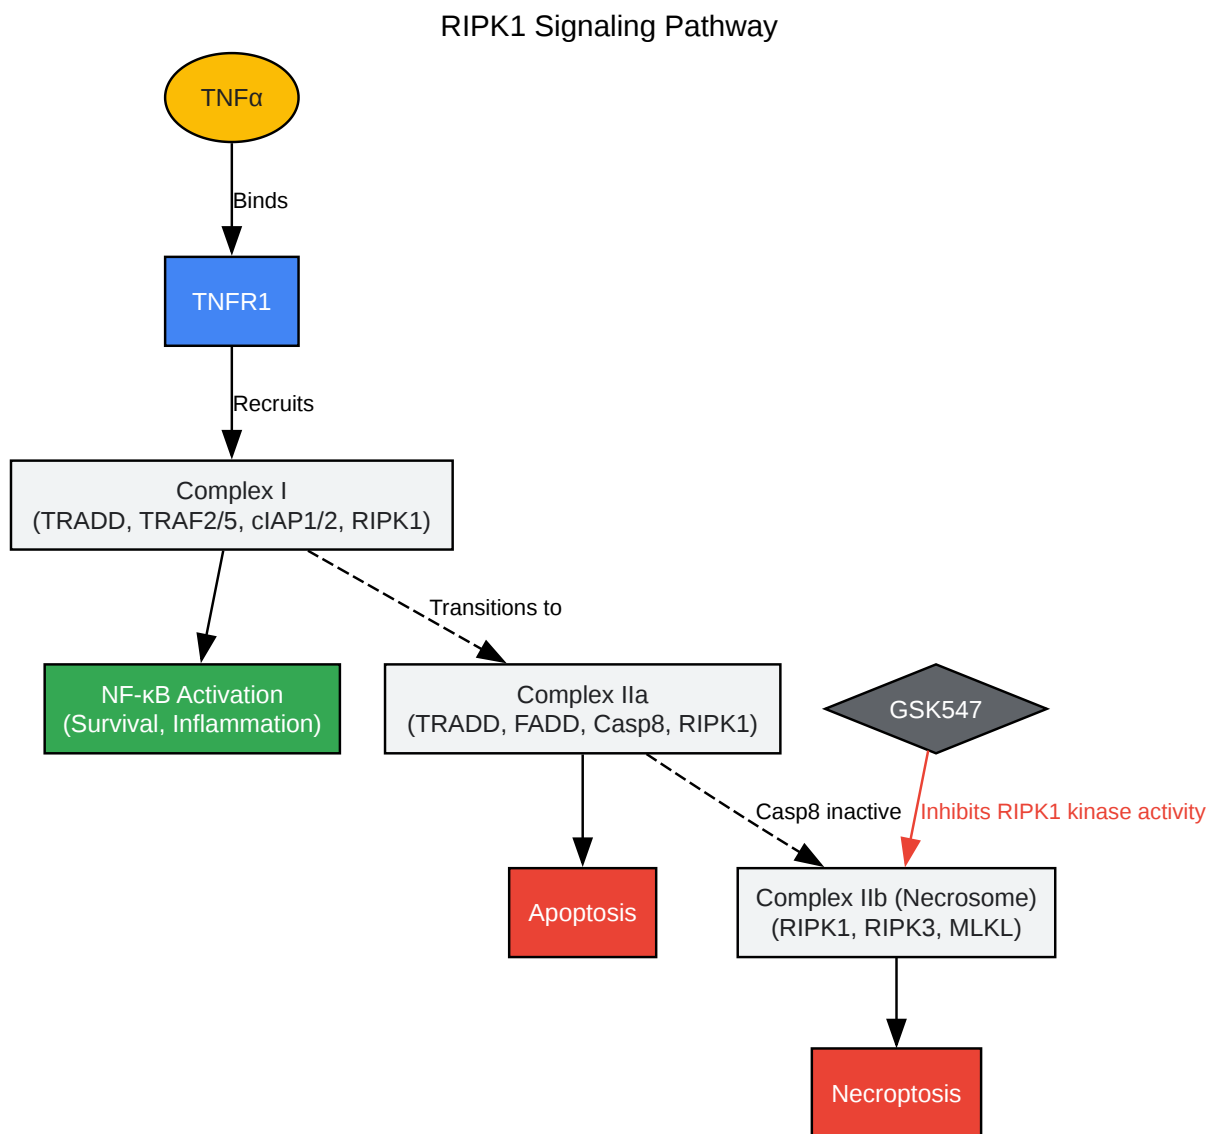 RIPK1 Signaling Pathway
TNFα
Binds
TNFR1
Recruits
Complex I
(TRADD, TRAF2/5, cIAP1/2, RIPK1)
Transitions to
NF-κB Activation
(Survival, Inflammation)
Complex IIa
(TRADD, FADD, Casp8, RIPK1)
GSK547
Casp8 inactive
Inhibits RIPK1 kinase activity
Apoptosis
Complex IIb (Necrosome)
(RIPK1, RIPK3, MLKL)
Necroptosis